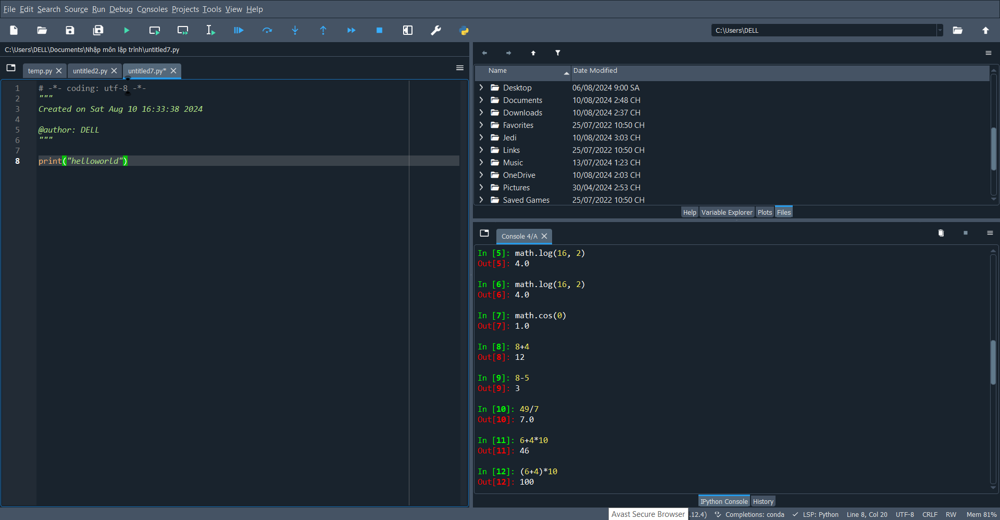 File Edit Search Source Run Debug Consoles Projects Tools View Help
C:\Users\DELL
C:\Users\DELL\Documents\Nhập môn lập trình\untitled7.py
temp.py
untitled2.py
untitled7.py*
1 # -*- coding: utf-8 -*-
2 """
3 Created on Sat Aug 10 16:33:38 2024
4
5 @author: DELL
6 """
7
8 print("helloworld")
Name Date Modified
Desktop 06/08/2024 9:00 SA
Documents 10/08/2024 2:48 CH
Downloads 10/08/2024 2:37 CH
Favorites 25/07/2022 10:50 CH
Jedi 10/08/2024 3:03 CH
Links 25/07/2022 10:50 CH
Music 13/07/2024 1:23 CH
OneDrive 10/08/2024 2:03 CH
Pictures 30/04/2024 2:53 CH
Saved Games 25/07/2022 10:50 CH
Help Variable Explorer Plots Files
Console 4/A
In [5]: math.log(16, 2)
Out[5]: 4.0
In [6]: math.log(16, 2)
Out[6]: 4.0
In [7]: math.cos(0)
Out[7]: 1.0
In [8]: 8+4
Out[8]: 12
In [9]: 8-5
Out[9]: 3
In [10]: 49/7
Out[10]: 7.0
In [11]: 6+4*10
Out[11]: 46
In [12]: (6+4)*10
Out[12]: 100
IPython Console History
Avast Secure Browser .12.4) Completions: conda LSP: Python Line 8, Col 20 UTF-8 CRLF RW Mem 81%